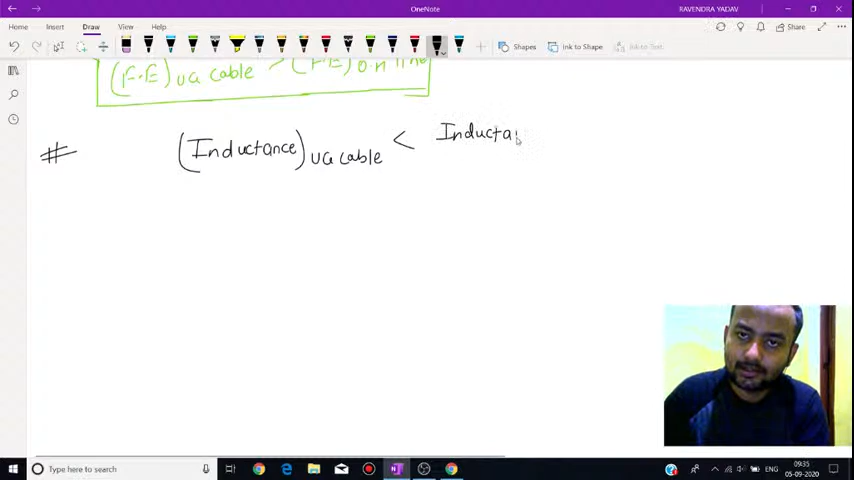 OneNote
RAVENDRA YADAV
Home Insert Draw View Help
Share
Shapes Ink to Shape Ink to Text
(F.E) UG cable > (F.E) O.H line
# (Inductance) UG cable < Inducta
Type here to search
ENG
09:35
05-09-2020